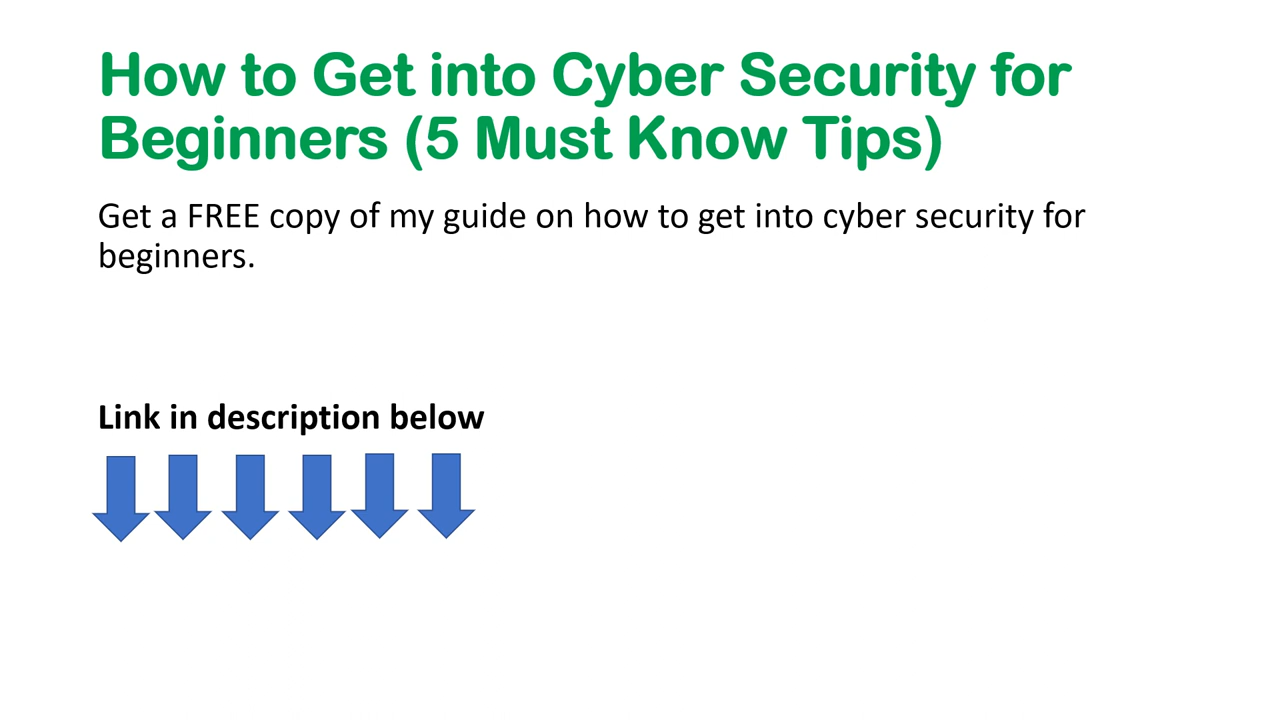 How to Get into Cyber Security for
Beginners (5 Must Know Tips)
Get a FREE copy of my guide on how to get into cyber security for
beginners.
Link in description below